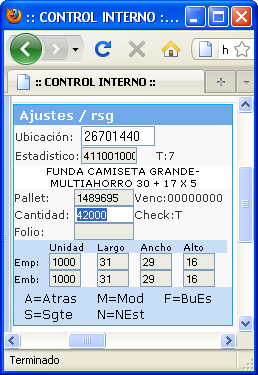 :: CONTROL INTERNO ::...
h
:: CONTROL INTERNO ::
Ajustes / rsg
Ubicación: 26701440
Estadistico: 411001000 T:7
FUNDA CAMISETA GRANDE-
MULTIAHORRO 30 + 17 X 5
Pallet: 1489695 Venc:00000000
Cantidad: 42000 Check:T
Folio:
Unidad Largo Ancho Alto
Emp: 1000 31 29 16
Emb: 1000 31 29 16
A=Atras M=Mod F=BuEs
S=Sgte N=NEst
Terminado